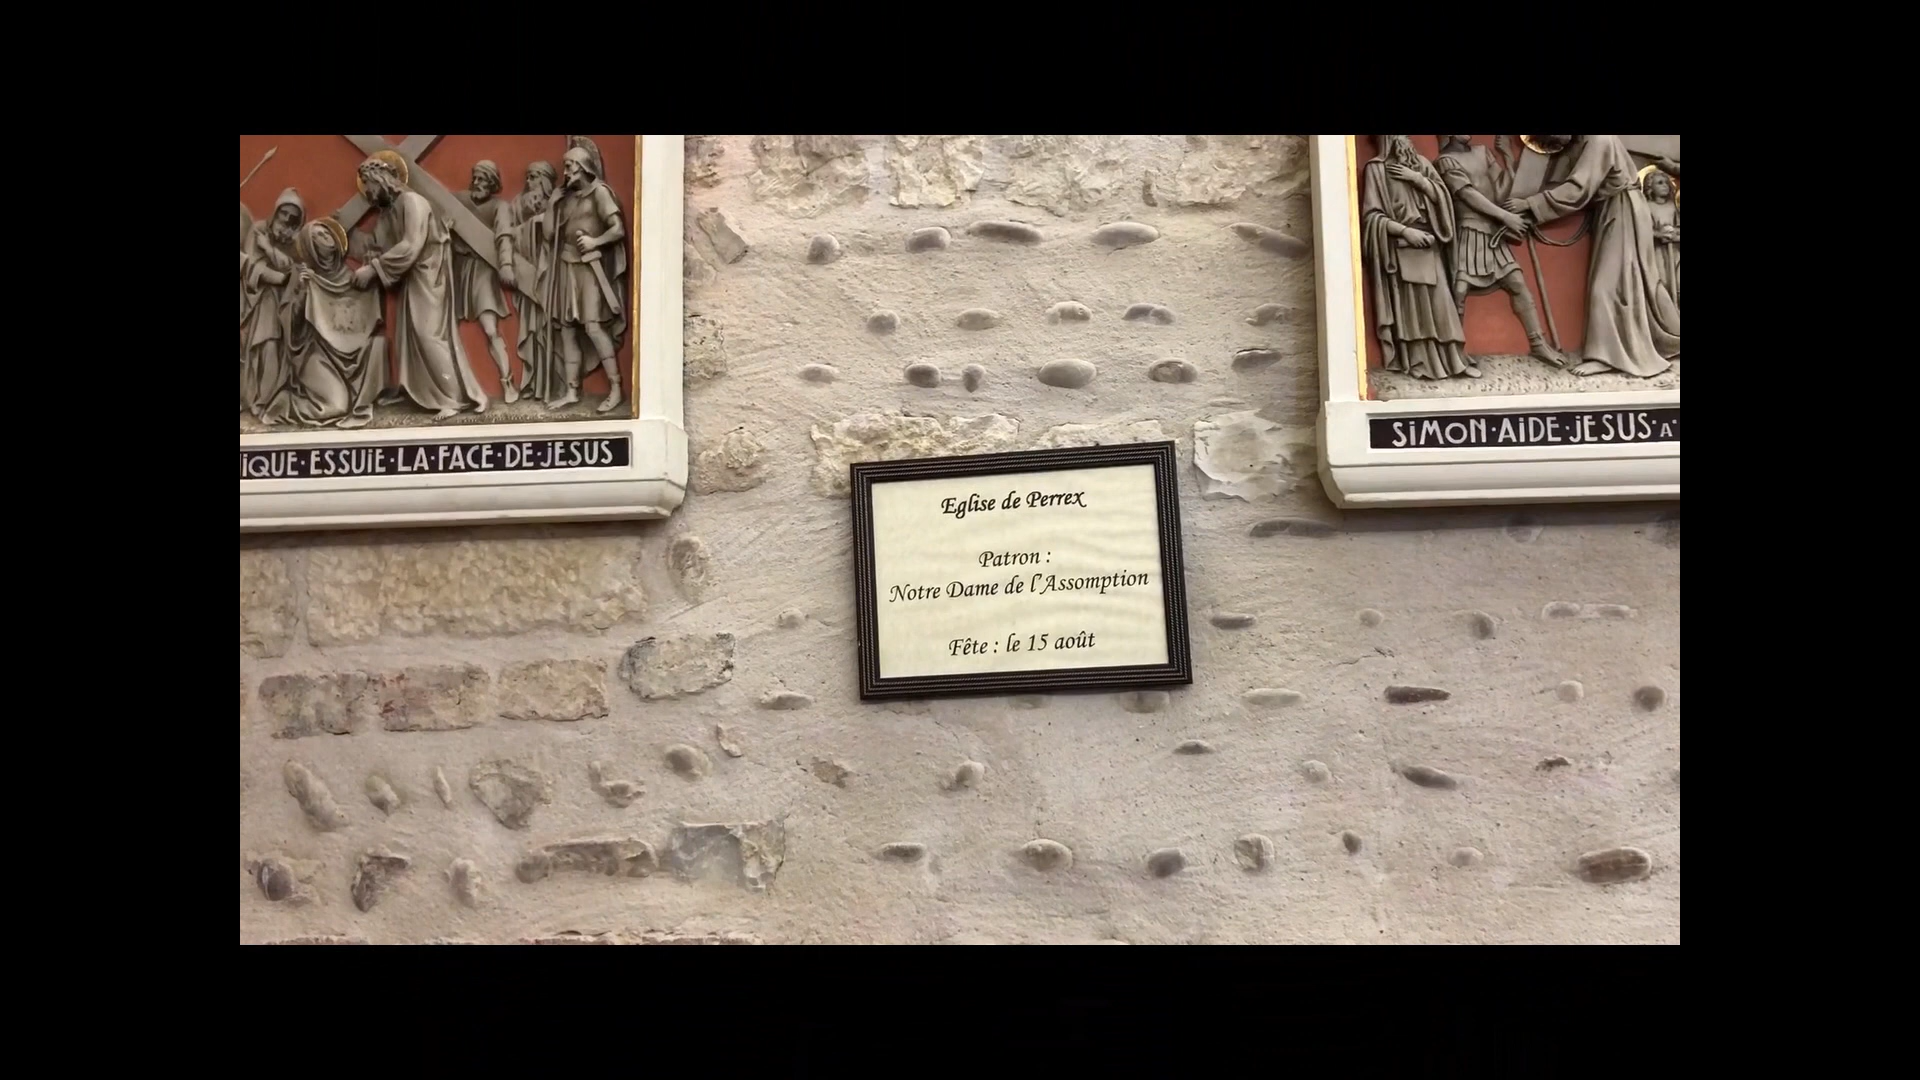 iQUE·ESSUiE·LA·FACE·DE·JESUS
SiMON·AiDE·JESUS·A·
Eglise de Perrex
Patron :
Notre Dame de l'Assomption
Fête : le 15 août